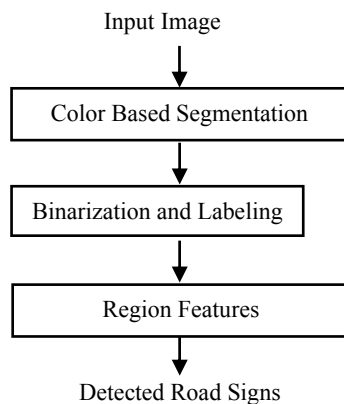 Input Image
Color Based Segmentation
Binarization and Labeling
Region Features
Detected Road Signs